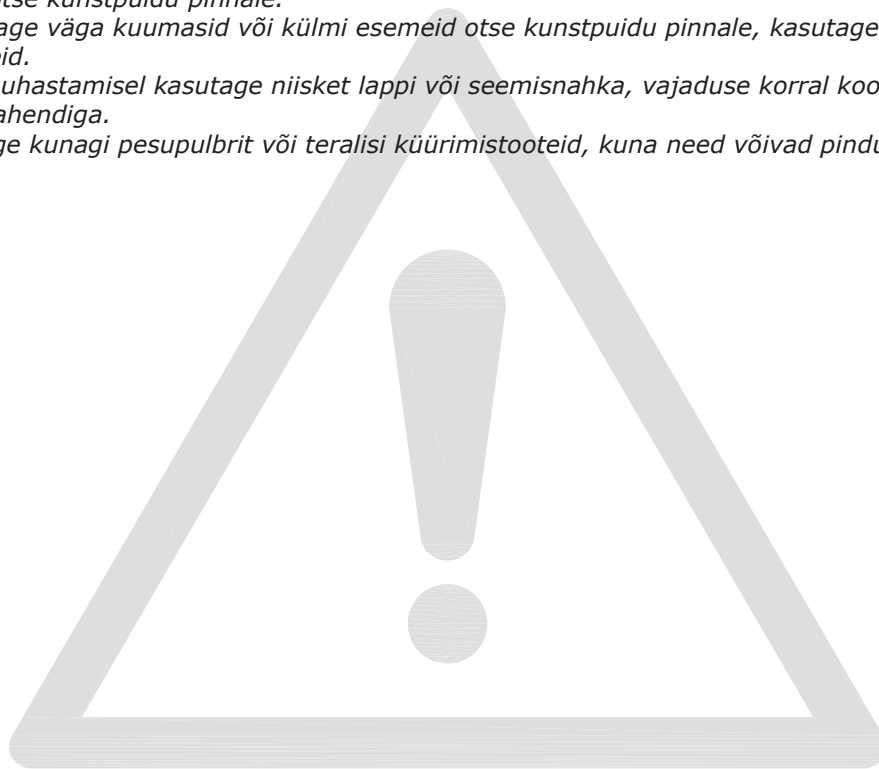 otse kunstpuidu pinnale.
age väga kuumasid või külmi esemeid otse kunstpuidu pinnale, kasutage
eid.
uhastamisel kasutage niisket lappi või seemisnahka, vajaduse korral koo
ahendiga.
ge kunagi pesupulbrit või teralisi küürimistooteid, kuna need võivad pindu